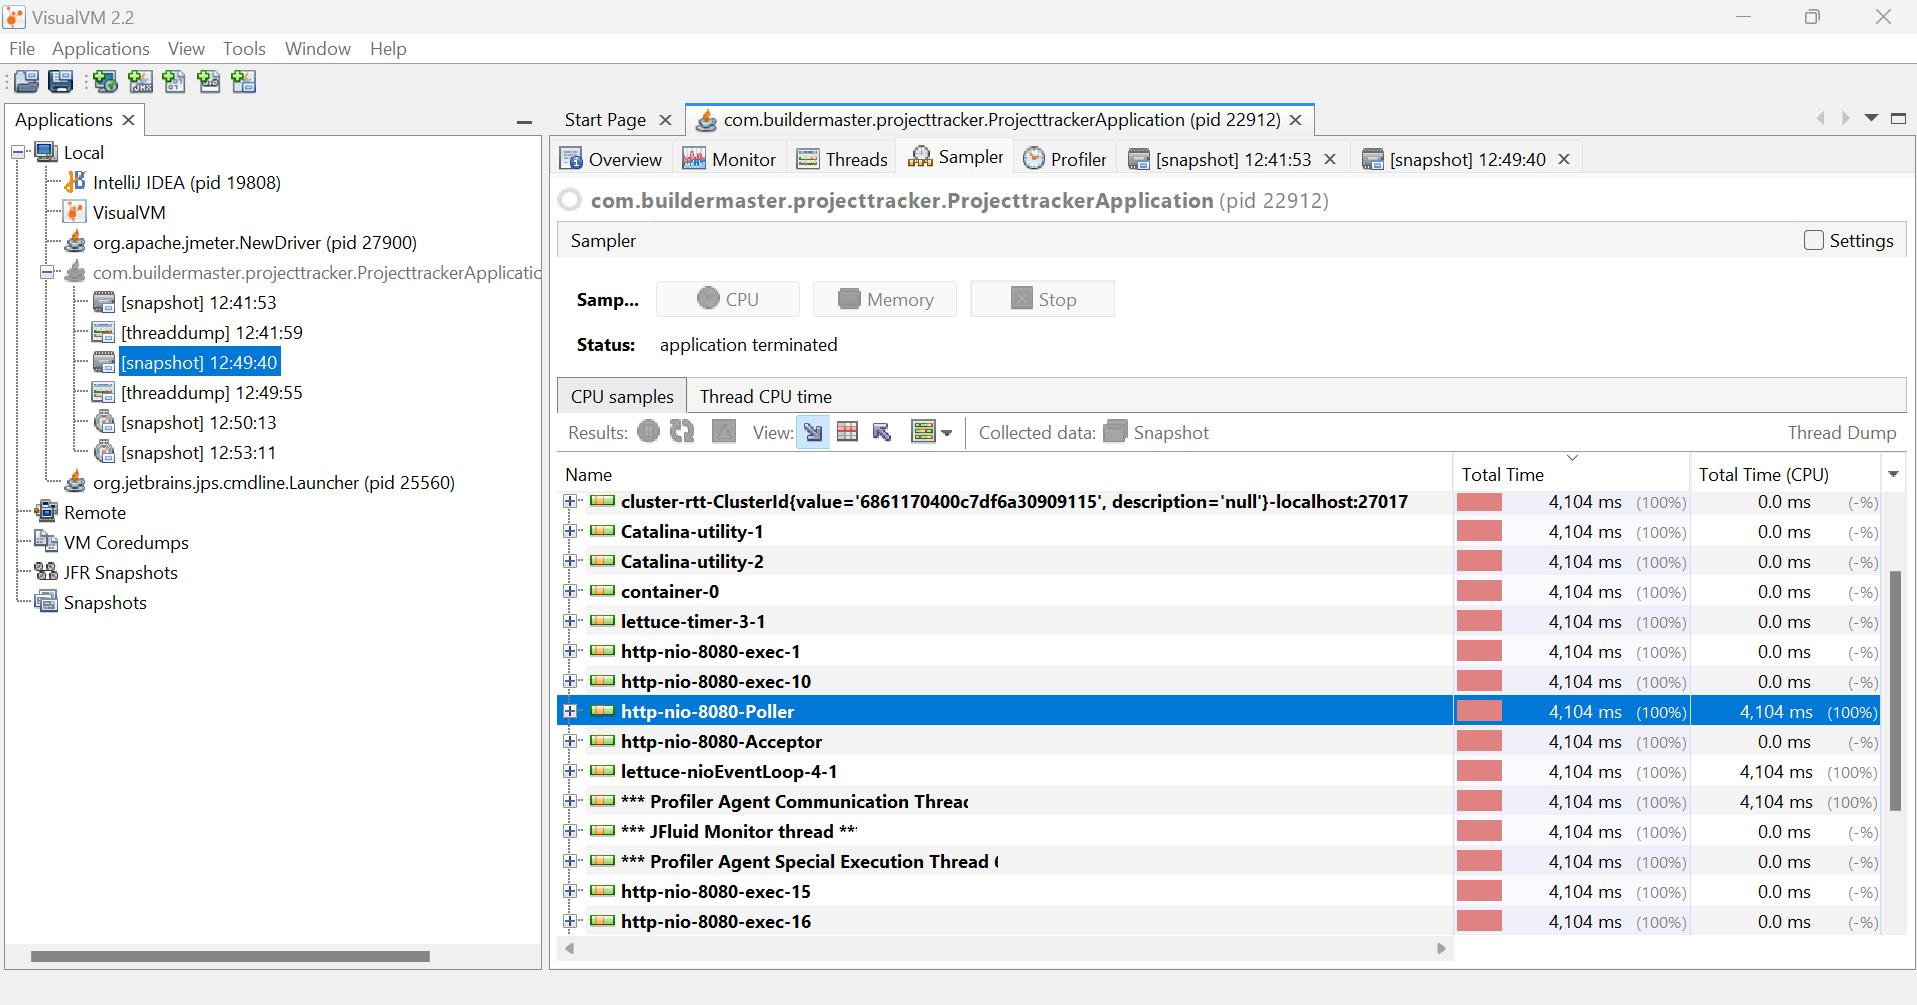 VisualVM 2.2
File Applications View Tools Window Help
Applications
Local
IntelliJ IDEA (pid 19808)
VisualVM
org.apache.jmeter.NewDriver (pid 27900)
com.buildermaster.projecttracker.ProjecttrackerApplicatio
[snapshot] 12:41:53
[threaddump] 12:41:59
[snapshot] 12:49:40
[threaddump] 12:49:55
[snapshot] 12:50:13
[snapshot] 12:53:11
org.jetbrains.jps.cmdline.Launcher (pid 25560)
Remote
VM Coredumps
JFR Snapshots
Snapshots
Start Page com.buildermaster.projecttracker.ProjecttrackerApplication (pid 22912)
Overview Monitor Threads Sampler Profiler [snapshot] 12:41:53 [snapshot] 12:49:40
com.buildermaster.projecttracker.ProjecttrackerApplication (pid 22912)
Sampler Settings
Samp... CPU Memory Stop
Status: application terminated
CPU samples Thread CPU time
Results: View: Collected data: Snapshot Thread Dump
Name Total Time Total Time (CPU)
cluster-rtt-ClusterId{value='6861170400c7df6a30909115', description='null'}-localhost:27017 4,104 ms (100%) 0.0 ms (-%)
Catalina-utility-1 4,104 ms (100%) 0.0 ms (-%)
Catalina-utility-2 4,104 ms (100%) 0.0 ms (-%)
container-0 4,104 ms (100%) 0.0 ms (-%)
lettuce-timer-3-1 4,104 ms (100%) 0.0 ms (-%)
http-nio-8080-exec-1 4,104 ms (100%) 0.0 ms (-%)
http-nio-8080-exec-10 4,104 ms (100%) 0.0 ms (-%)
http-nio-8080-Poller 4,104 ms (100%) 4,104 ms (100%)
http-nio-8080-Acceptor 4,104 ms (100%) 0.0 ms (-%)
lettuce-nioEventLoop-4-1 4,104 ms (100%) 4,104 ms (100%)
*** Profiler Agent Communication Thread 4,104 ms (100%) 4,104 ms (100%)
*** JFluid Monitor thread ** 4,104 ms (100%) 0.0 ms (-%)
*** Profiler Agent Special Execution Thread 6 4,104 ms (100%) 0.0 ms (-%)
http-nio-8080-exec-15 4,104 ms (100%) 0.0 ms (-%)
http-nio-8080-exec-16 4,104 ms (100%) 0.0 ms (-%)